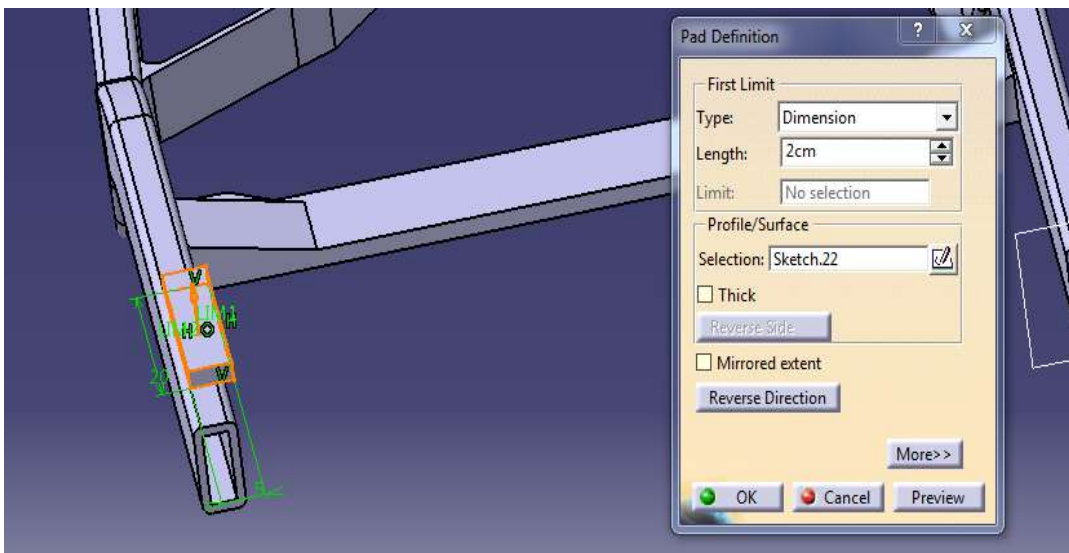 Pad Definition
? X
First Limit
Type: Dimension
Length: 2cm
Limit: No selection
Profile/Surface
Selection: Sketch.22
Thick
Reverse Side
Mirrored extent
Reverse Direction
More>>
OK Cancel Preview
V
H H
20
V